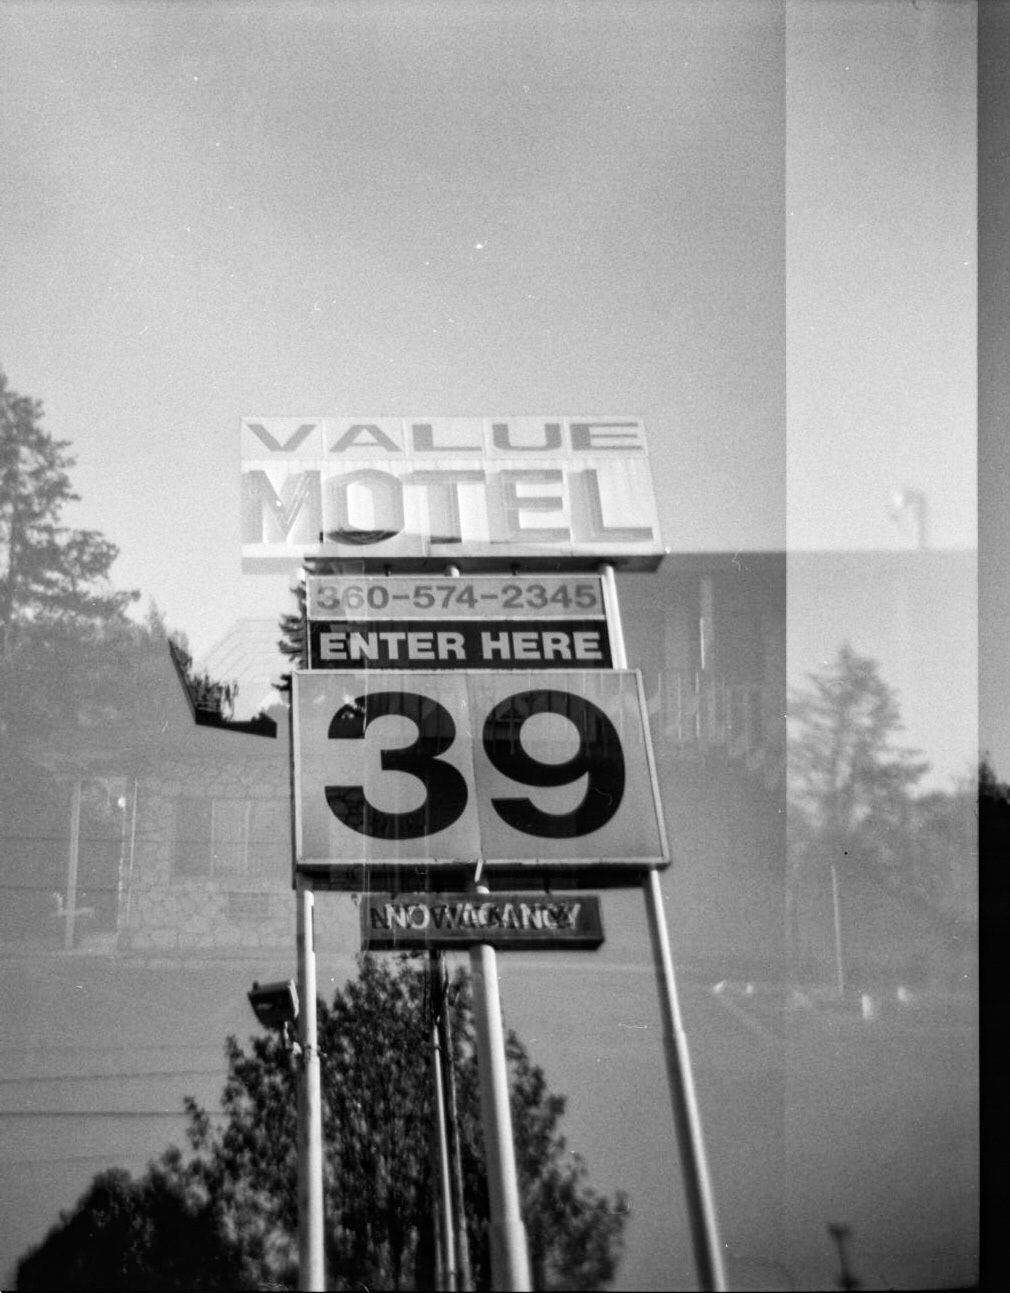 VALUE
MOTEL
360-574-2345
ENTER HERE
39
NO VACANCY